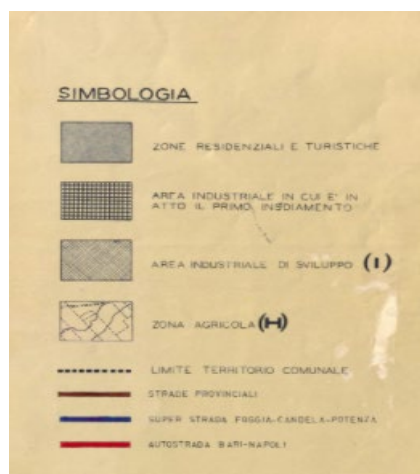 SIMBOLOGIA
ZONE RESIDENZIALI E TURISTICHE
AREA INDUSTRIALE IN CUI E' IN
ATTO IL PRIMO INSEDIAMENTO
AREA INDUSTRIALE DI SVILUPPO (I)
ZONA AGRICOLA (H)
LIMITE TERRITORIO COMUNALE
STRADE PROVINCIALI
SUPER STRADA FOGGIA-CANDELA-POTENZA
AUTOSTRADA BARI-NAPOLI